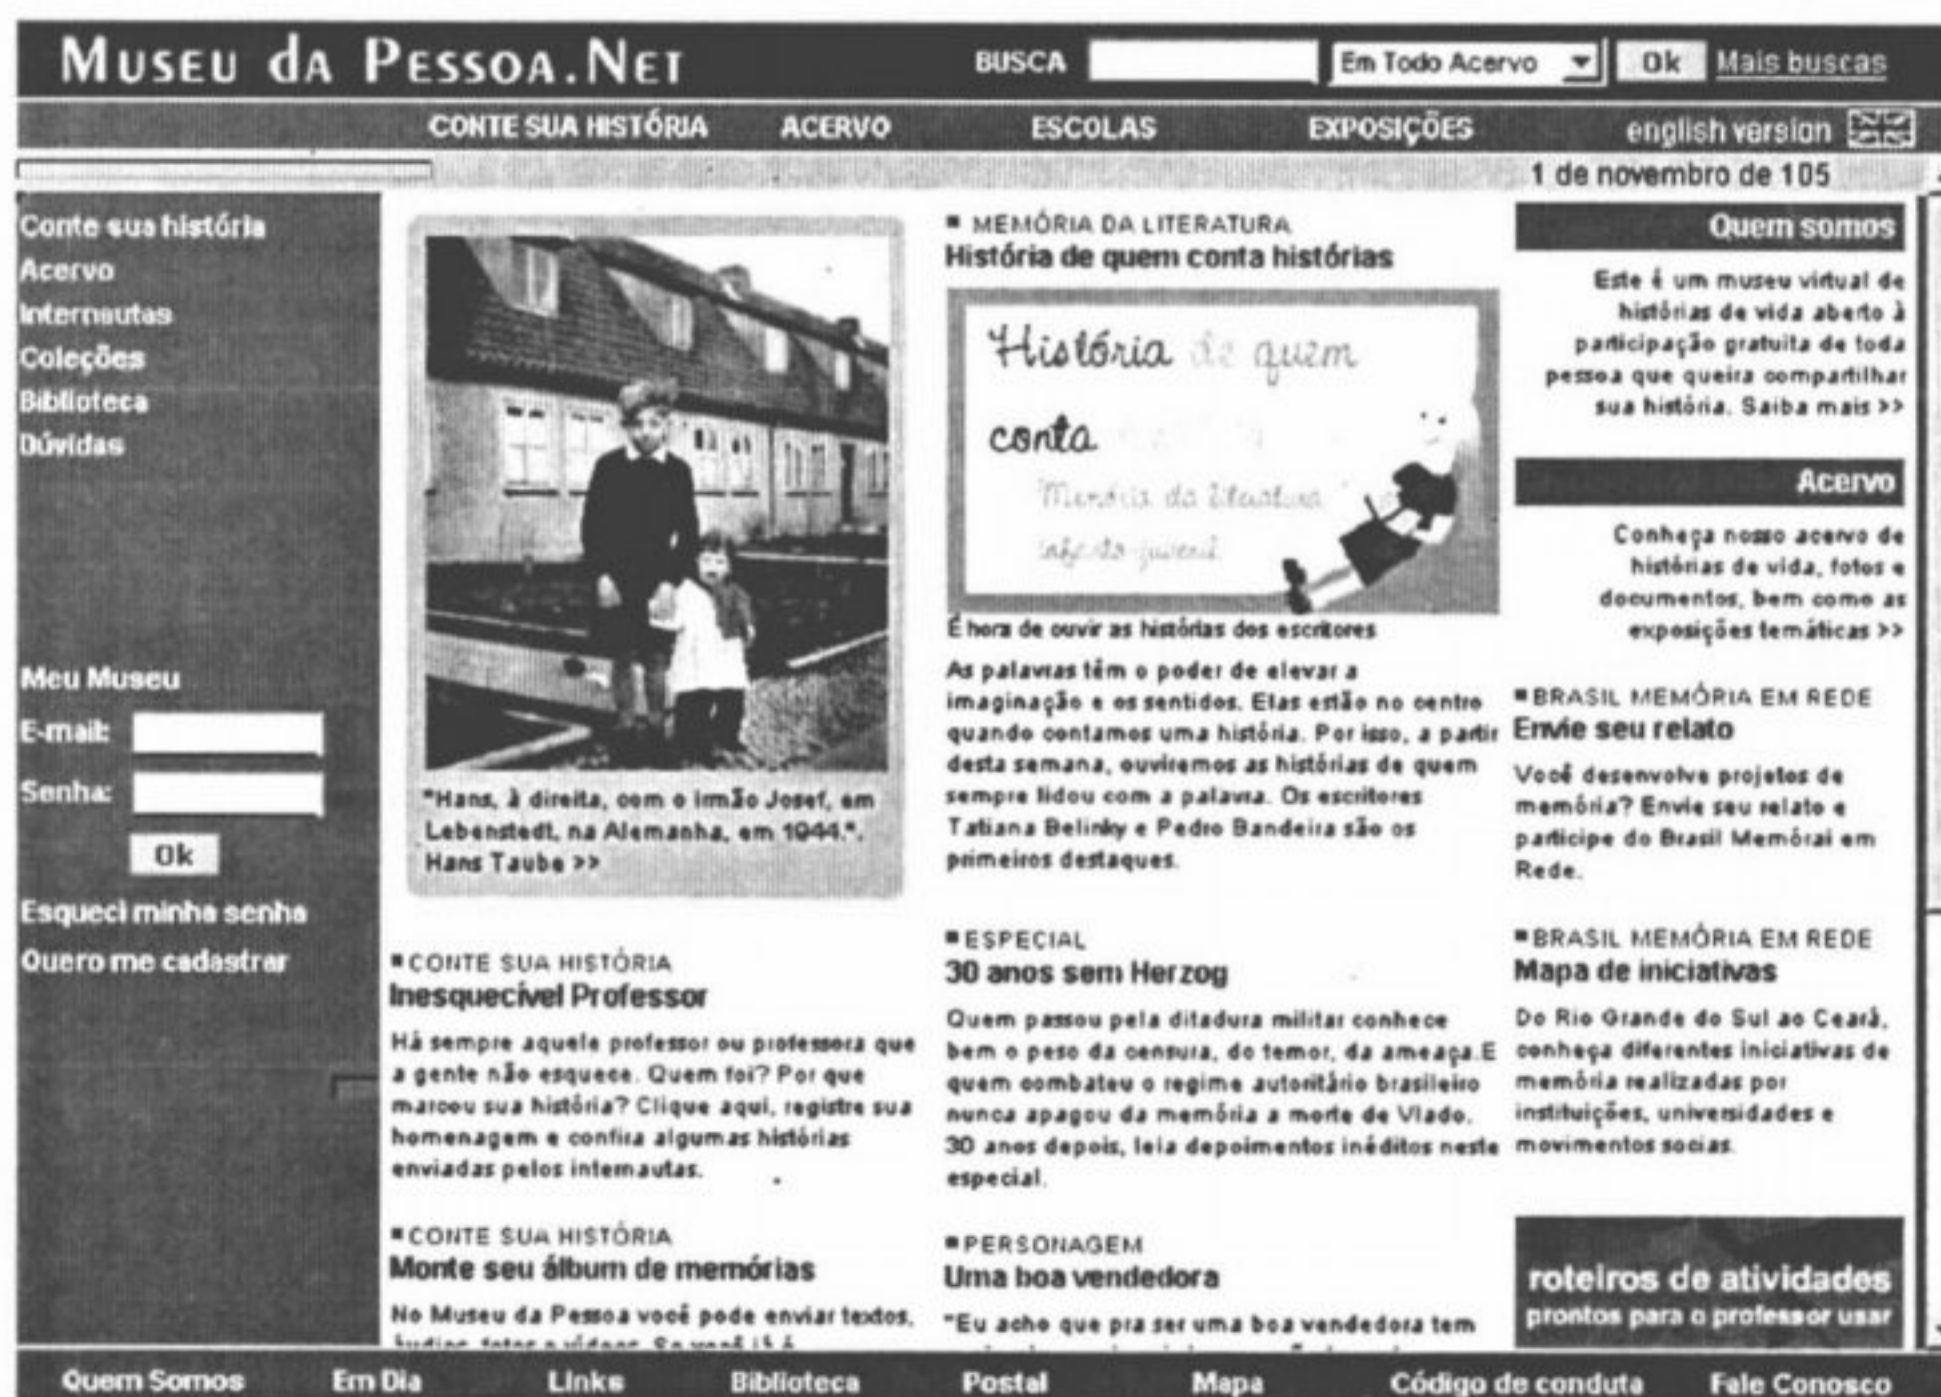 MUSEU dA PESSOA.NET
BUSCA
Em Todo Acervo
Ok
Mais buscas
CONTE SUA HISTÓRIA
ACERVO
ESCOLAS
EXPOSIÇÕES
english version
1 de novembro de 105
Conte sua história
Acervo
Internautas
Coleções
Biblioteca
Dúvidas
Meu Museu
E-mail:
Senha:
Ok
Esqueci minha senha
Quero me cadastrar
"Hans, à direita, com o irmão Josef, em
Lebenstedt, na Alemanha, em 1944.".
Hans Taube >>
■ CONTE SUA HISTÓRIA
Inesquecível Professor
Há sempre aquele professor ou professora que
a gente não esquece. Quem foi? Por que
marcou sua história? Clique aqui, registre sua
homenagem e confira algumas histórias
enviadas pelos internautas.
■ CONTE SUA HISTÓRIA
Monte seu álbum de memórias
No Museu da Pessoa você pode enviar textos,
■ MEMÓRIA DA LITERATURA
História de quem conta histórias
História de quem
conta
Memória da literatura
infanto-juvenil
É hora de ouvir as histórias dos escritores
As palavras têm o poder de elevar a
imaginação e os sentidos. Elas estão no centro
quando contamos uma história. Por isso, a partir
desta semana, ouviremos as histórias de quem
sempre lidou com a palavra. Os escritores
Tatiana Belinky e Pedro Bandeira são os
primeiros destaques.
■ ESPECIAL
30 anos sem Herzog
Quem passou pela ditadura militar conhece
bem o peso da censura, do temor, da ameaça.E
quem combateu o regime autoritário brasileiro
nunca apagou da memória a morte de Vlado.
30 anos depois, leia depoimentos inéditos neste
especial.
■ PERSONAGEM
Uma boa vendedora
"Eu acho que pra ser uma boa vendedora tem
Quem somos
Este é um museu virtual de
histórias de vida aberto à
participação gratuita de toda
pessoa que queira compartilhar
sua história. Saiba mais >>
Acervo
Conheça nosso acervo de
histórias de vida, fotos e
documentos, bem como as
exposições temáticas >>
■ BRASIL MEMÓRIA EM REDE
Envie seu relato
Você desenvolve projetos de
memória? Envie seu relato e
participe do Brasil Memórai em
Rede.
■ BRASIL MEMÓRIA EM REDE
Mapa de iniciativas
Do Rio Grande do Sul ao Ceará,
conheça diferentes iniciativas de
memória realizadas por
instituições, universidades e
movimentos socias.
roteiros de atividades
prontos para o professor usar
Quem Somos
Em Dia
Links
Biblioteca
Postal
Mapa
Código de conduta
Fale Conosco